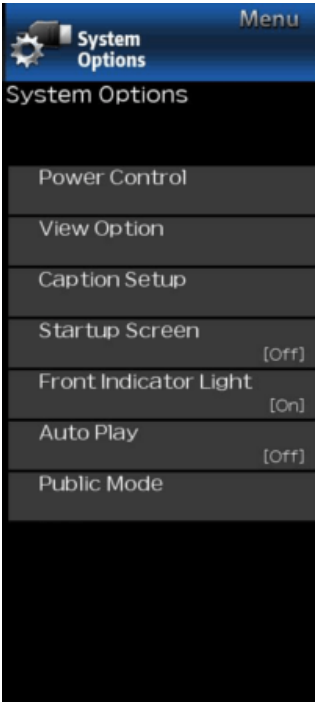 Menu
System
Options
System Options
Power Control
View Option
Caption Setup
Startup Screen
[Off]
Front Indicator Light
[On]
Auto Play
[Off]
Public Mode